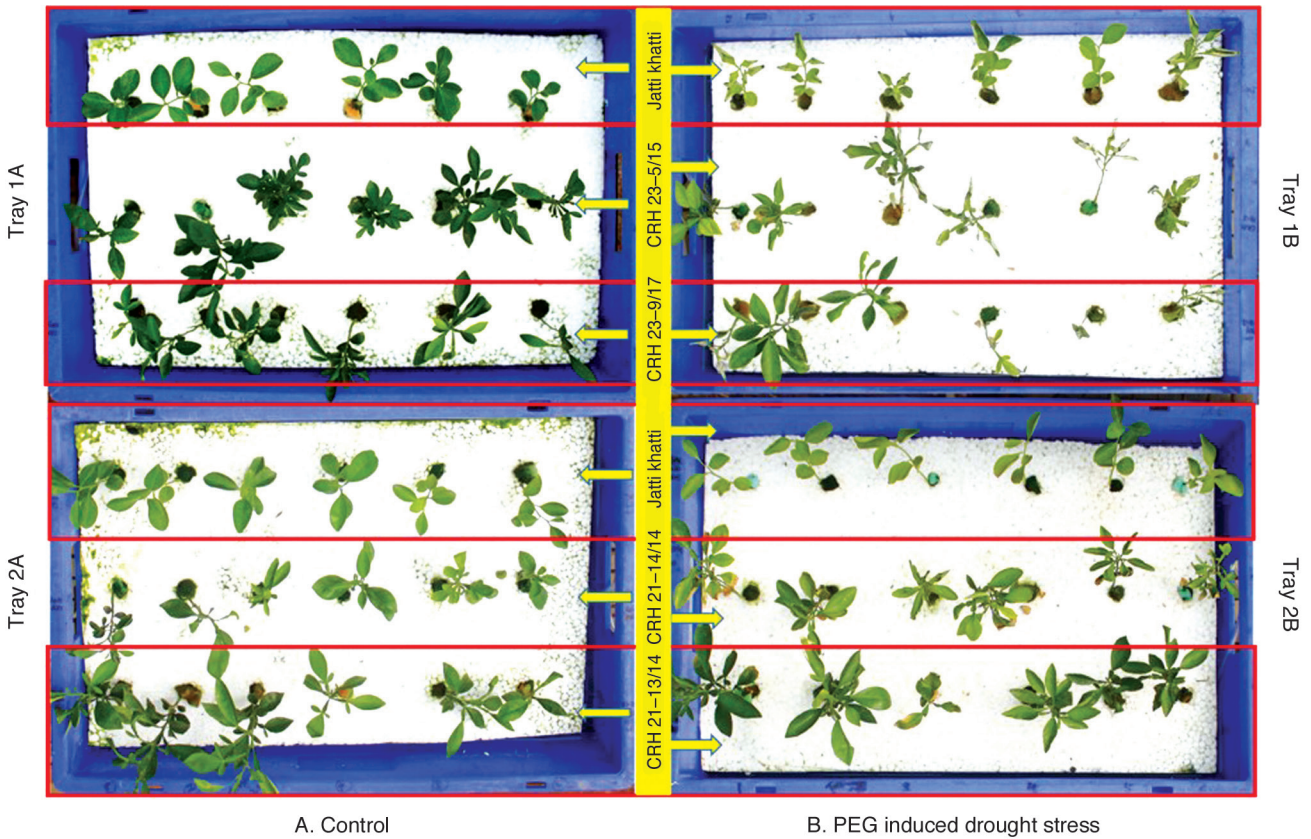 Tray 1A
Tray 2A
Jatti khatti
CRH 23–5/15
CRH 23–9/17
Jatti khatti
CRH 21–14/14
CRH 21–13/14
Tray 1B
Tray 2B
A. Control
B. PEG induced drought stress